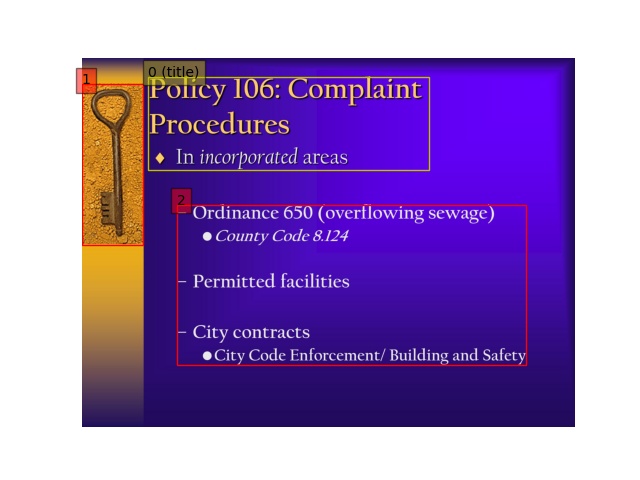 0 (title)
1
Policy 106: Complaint
Procedures
♦ In incorporated areas
2
– Ordinance 650 (overflowing sewage)
● County Code 8.124
– Permitted facilities
– City contracts
● City Code Enforcement/ Building and Safety